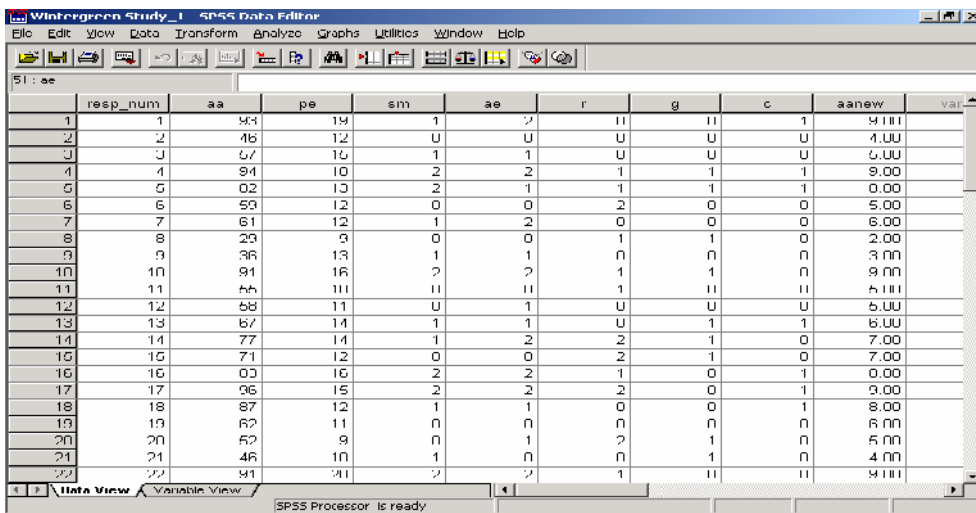 Wintergreen Study_1 - SPSS Data Editor
File Edit View Data Transform Analyze Graphs Utilities Window Help
51 : ae
resp_num aa pe sm ae r g c aanew var
1 1 93 19 1 2 0 0 1 9.00
2 2 46 12 0 0 0 0 0 4.00
3 3 57 15 1 1 0 0 0 5.00
4 4 94 10 2 2 1 1 1 9.00
5 5 13 2 1 1 1 1
6 6 59 12 0 0 2 0 0 5.00
7 7 61 12 1 2 0 0 0 6.00
8 8 29 9 0 0 1 1 0 2.00
9 9 36 13 1 1 0 0 0 3.00
10 10 91 16 2 2 1 1 0 9.00
11 11 55 10 0 0 1 0 0 5.00
12 12 58 11 0 1 0 0 0 5.00
13 13 67 14 1 1 0 1 1 6.00
14 14 77 14 1 2 2 1 0 7.00
15 15 71 12 0 0 2 1 0 7.00
16 16 16 2 2 1 0 1
17 17 96 15 2 2 2 0 1 9.00
18 18 87 12 1 1 0 0 1 8.00
19 19 62 11 0 0 0 0 0 6.00
20 20 52 9 0 1 2 1 0 5.00
21 21 46 10 1 0 0 1 0 4.00
22 22 91 20 2 2 1 0 0 9.00
Data View Variable View
SPSS Processor is ready